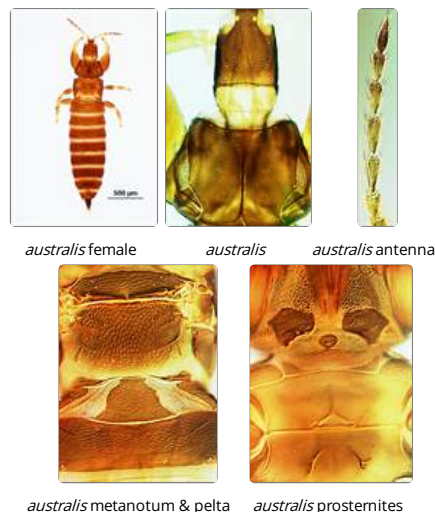 500 µm
australis female
australis
australis antenna
australis metanotum & pelta
australis prosternites